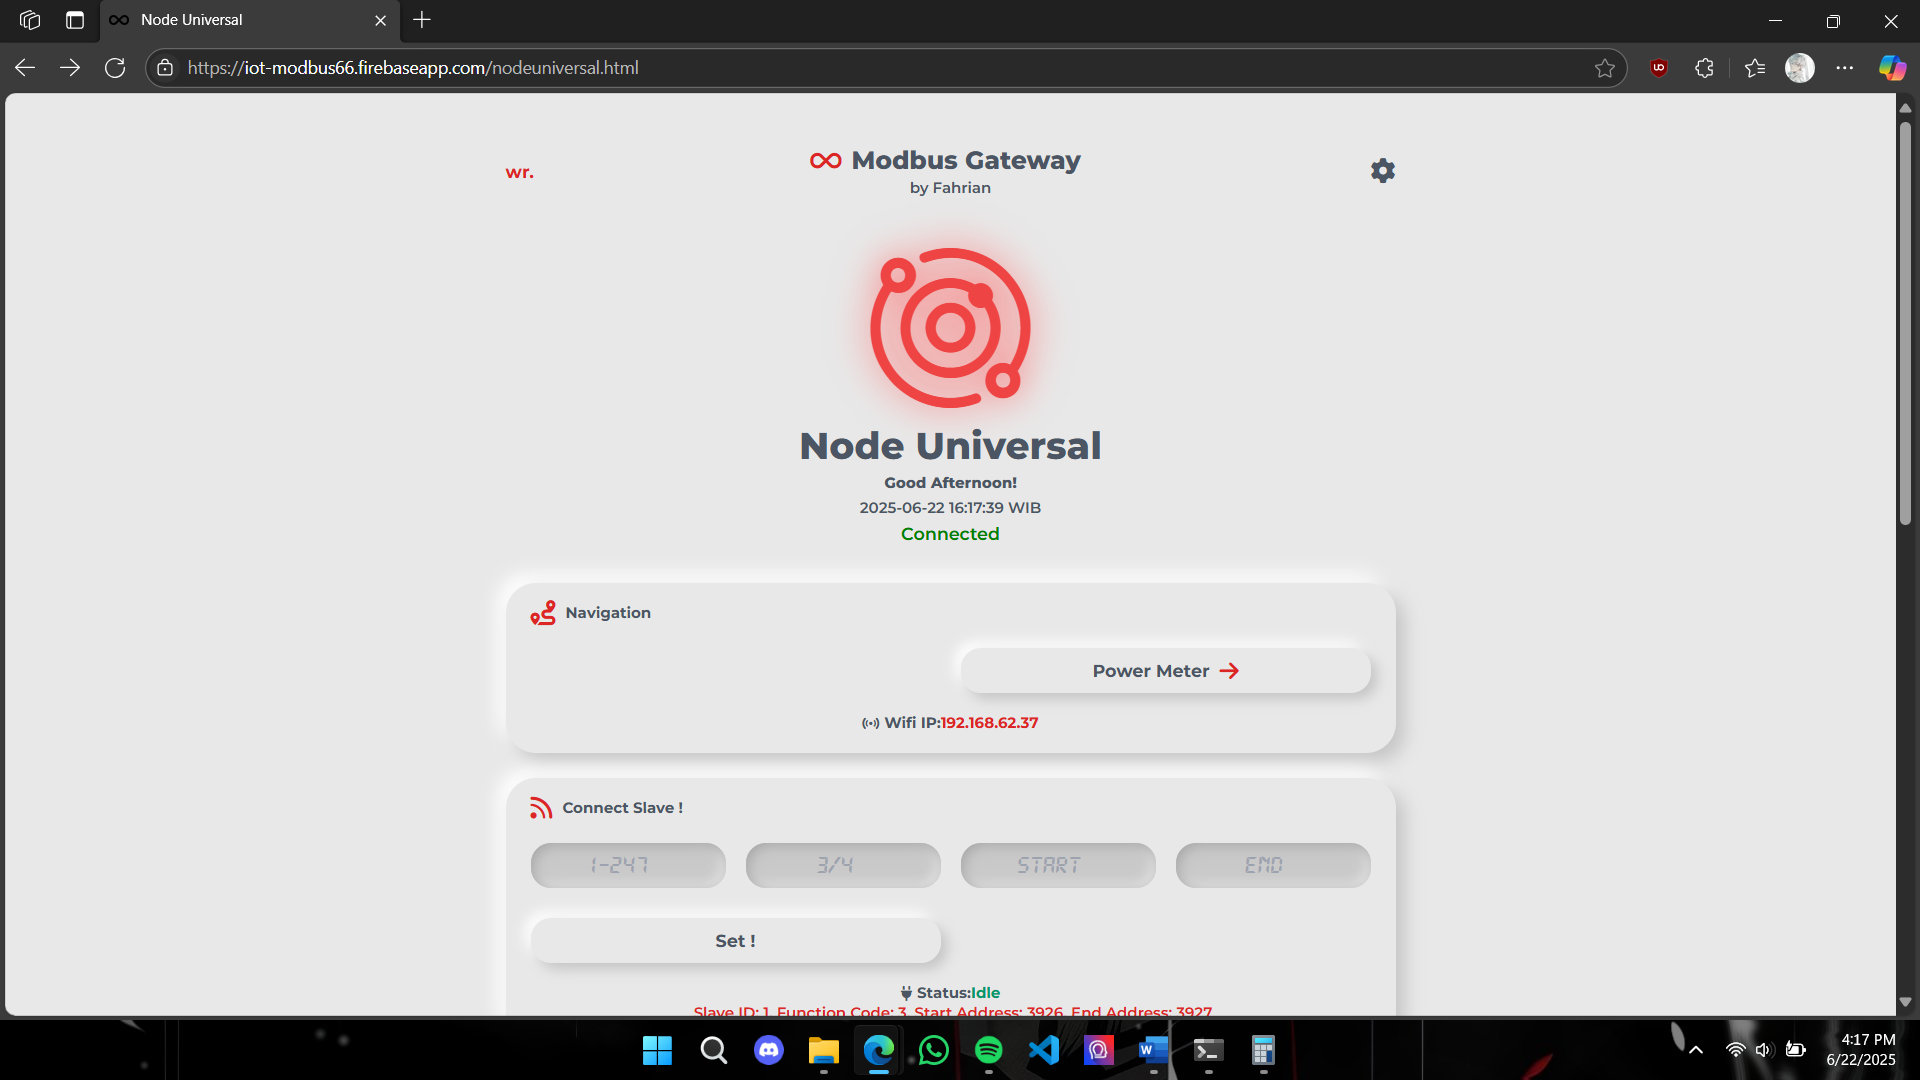 Node Universal
https://iot-modbus66.firebaseapp.com/nodeuniversal.html
wr.
Modbus Gateway
by Fahrian
Node Universal
Good Afternoon!
2025-06-22 16:17:39 WIB
Connected
Navigation
Power Meter
Wifi IP:192.168.62.37
Connect Slave !
1-247
3/4
START
END
Set !
Status:Idle
Slave ID: 1, Function Code: 3, Start Address: 3926, End Address: 3927
4:17 PM
6/22/2025